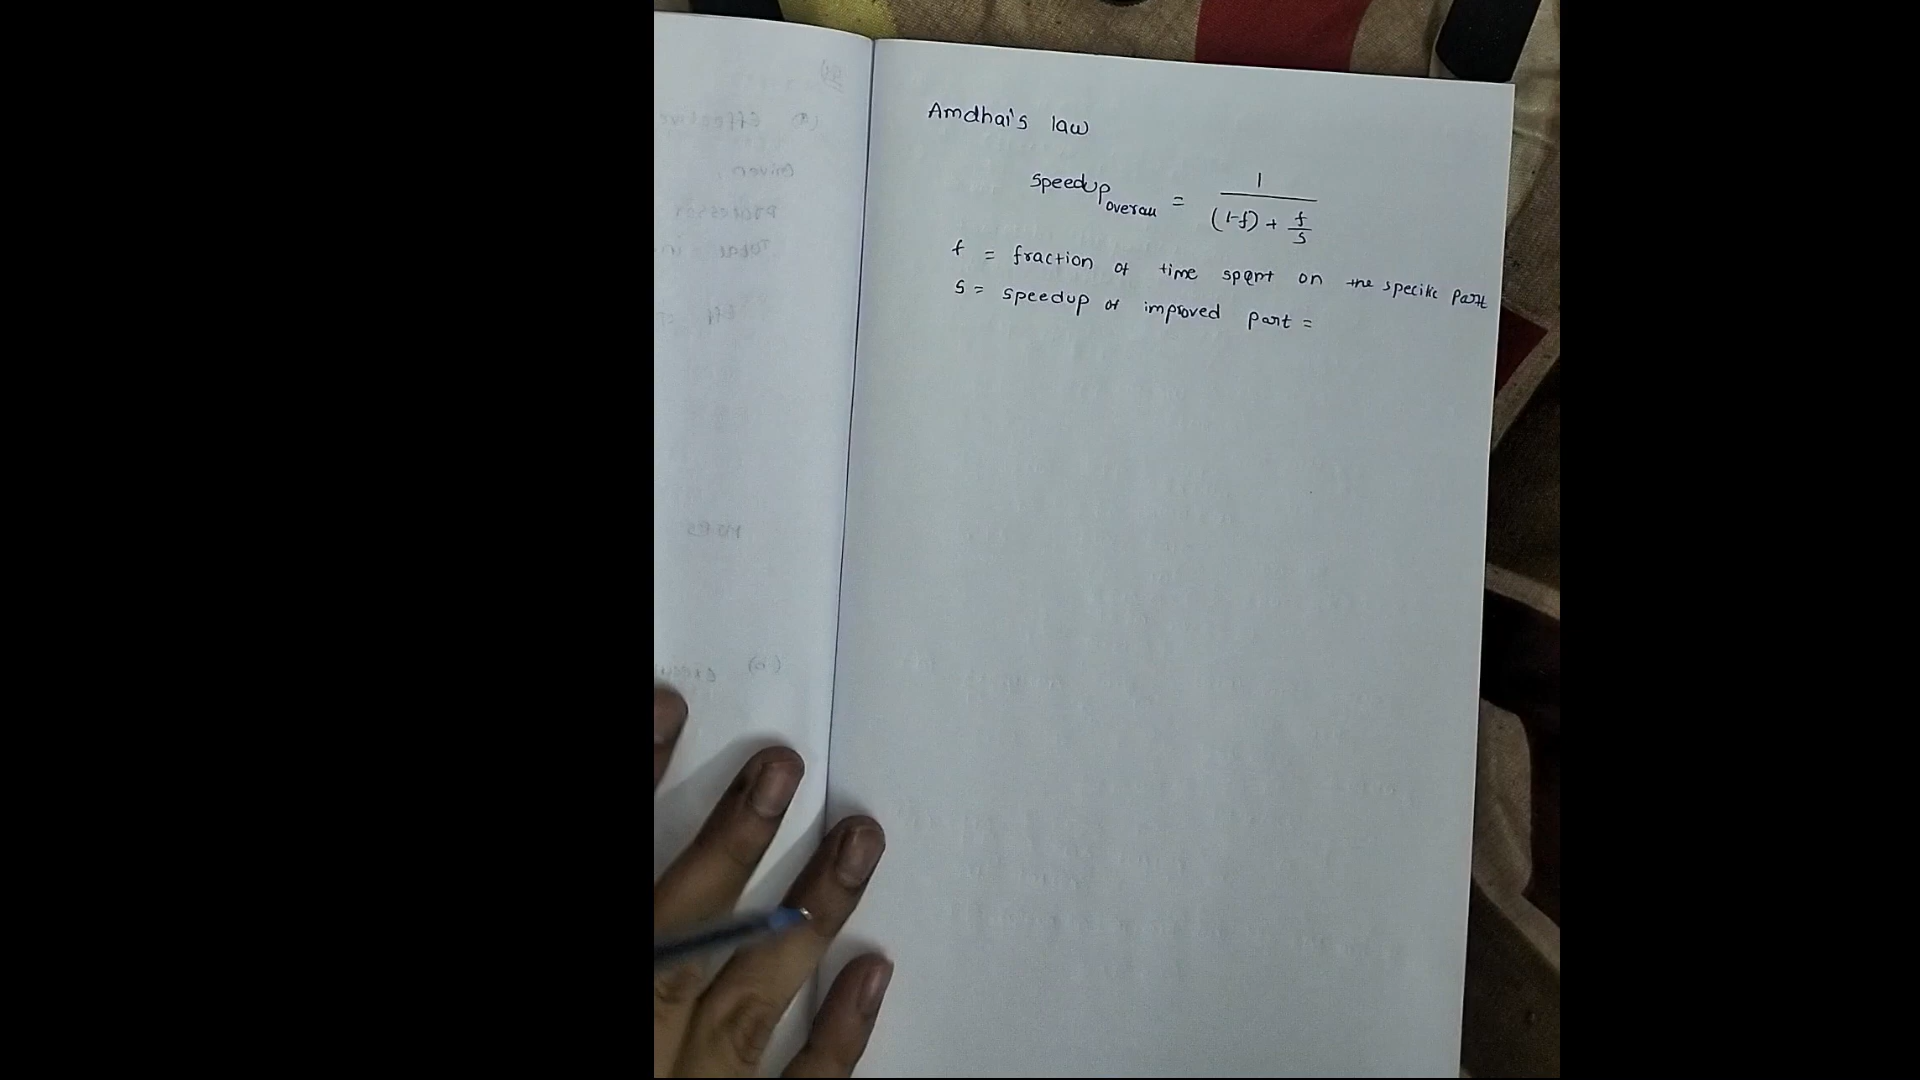 Amdhal's law
Speedup overall = 1 / ((1-f) + f/s)
f = fraction of time spent on the specific part
s = speedup of improved part =